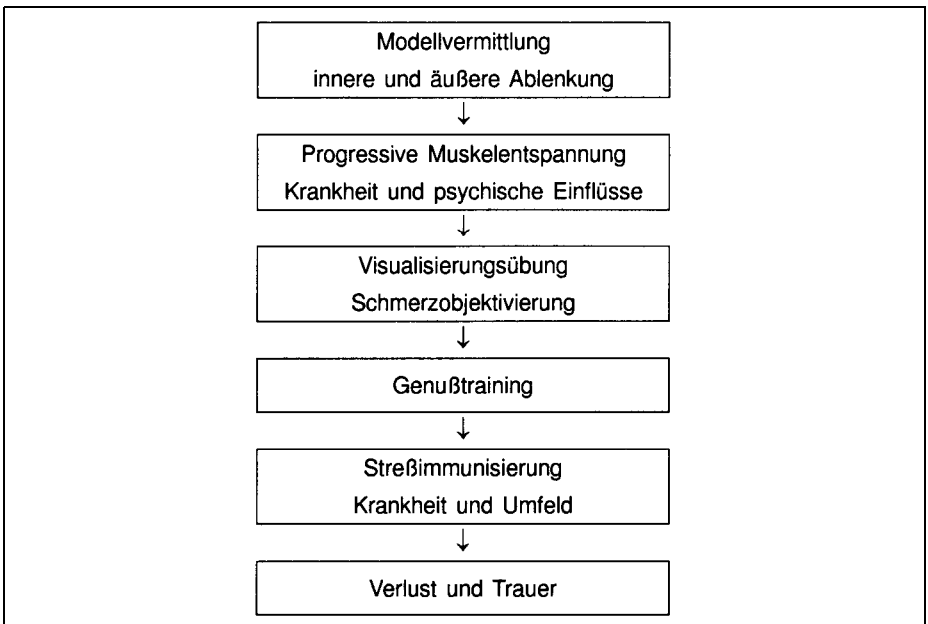 Modellvermittlung
innere und äußere Ablenkung
↓
Progressive Muskelentspannung
Krankheit und psychische Einflüsse
↓
Visualisierungsübung
Schmerzobjektivierung
↓
Genußtraining
↓
Streßimmunisierung
Krankheit und Umfeld
↓
Verlust und Trauer